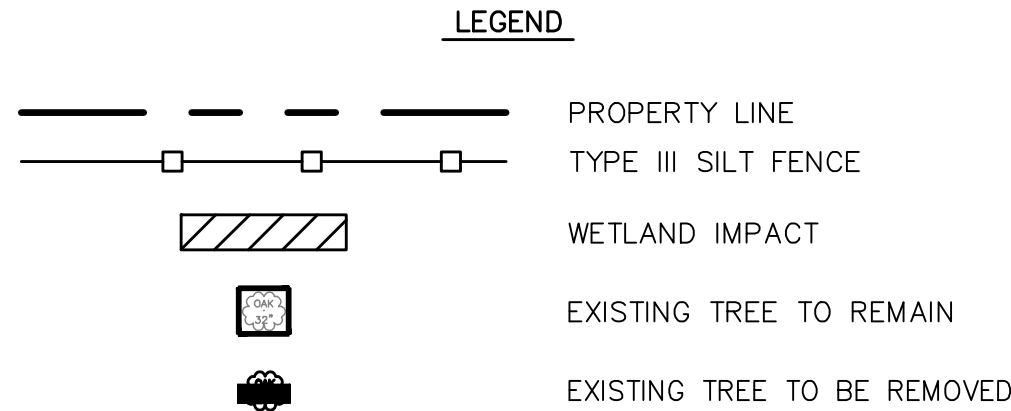 LEGEND
PROPERTY LINE
TYPE III SILT FENCE
WETLAND IMPACT
OAK
32"
EXISTING TREE TO REMAIN
OAK
EXISTING TREE TO BE REMOVED